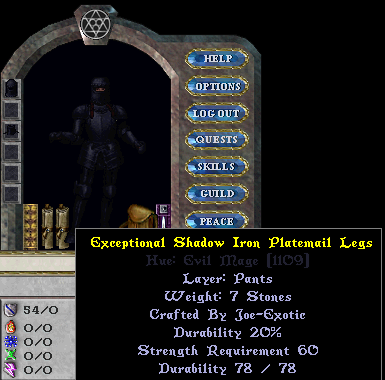 HELP
OPTIONS
LOG OUT
QUESTS
SKILLS
GUILD
PEACE
Exceptional Shadow Iron Platemail Legs
Hue: Evil Mage [1109]
Layer: Pants
Weight: 7 Stones
Crafted By Joe-Exotic
Durability 20%
Strength Requirement 60
Durability 78 / 78
54/0
0/0
0/0
0/0
0/0